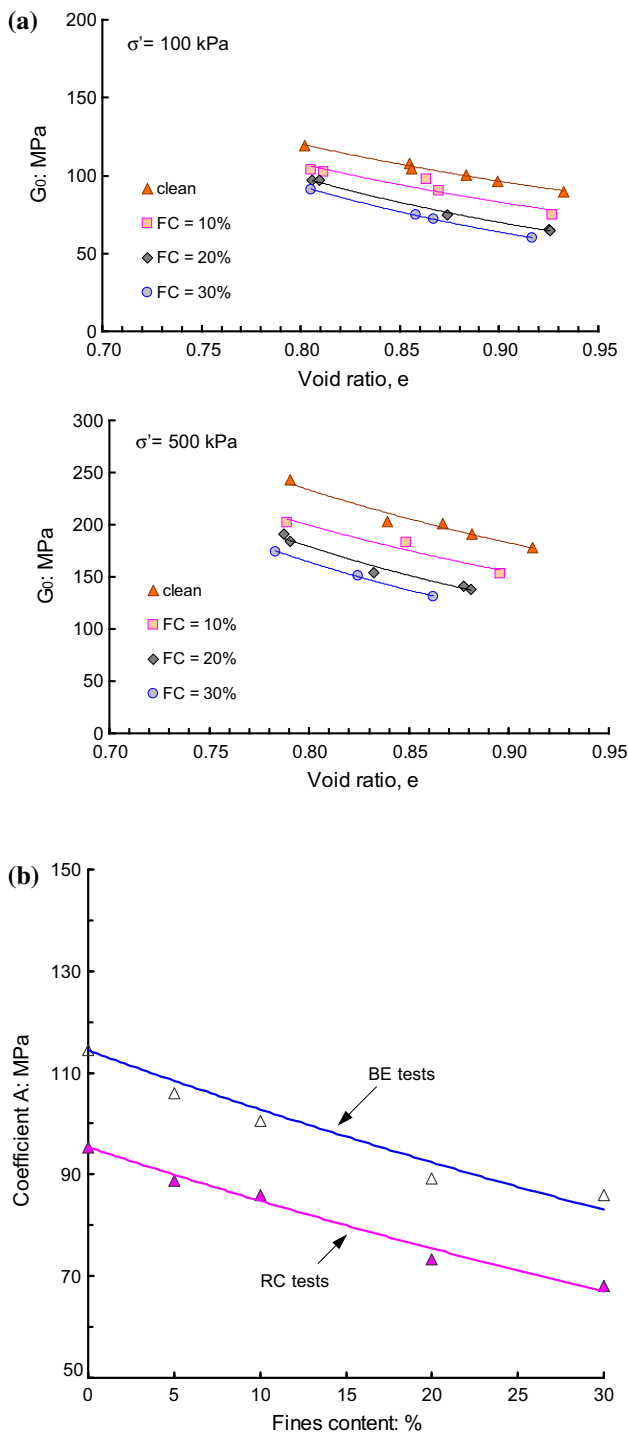 (a)
σ'= 100 kPa
200
150
100
50
0
G0: MPa
clean
FC = 10%
FC = 20%
FC = 30%
0.70 0.75 0.80 0.85 0.90 0.95
Void ratio, e
σ'= 500 kPa
300
250
200
150
100
50
0
G0: MPa
clean
FC = 10%
FC = 20%
FC = 30%
0.70 0.75 0.80 0.85 0.90 0.95
Void ratio, e
(b)
150
130
110
90
70
50
Coefficient A: MPa
BE tests
RC tests
0 5 10 15 20 25 30
Fines content: %